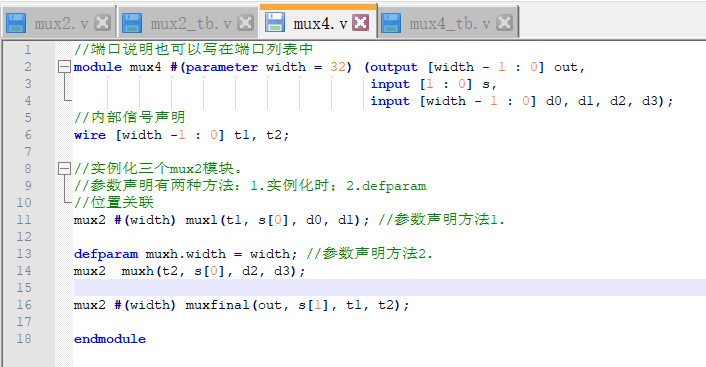 mux2.v mux2_tb.v mux4.v mux4_tb.v
1 //端口说明也可以写在端口列表中
2 module mux4 #(parameter width = 32) (output [width - 1 : 0] out,
3 input [1 : 0] s,
4 input [width - 1 : 0] d0, d1, d2, d3);
5 //内部信号声明
6 wire [width -1 : 0] t1, t2;
7
8 //实例化三个mux2模块。
9 //参数声明有两种方法：1.实例化时；2.defparam
10 //位置关联
11 mux2 #(width) muxl(t1, s[0], d0, d1); //参数声明方法1.
12
13 defparam muxh.width = width; //参数声明方法2.
14 mux2  muxh(t2, s[0], d2, d3);
15
16 mux2 #(width) muxfinal(out, s[1], t1, t2);
17
18 endmodule